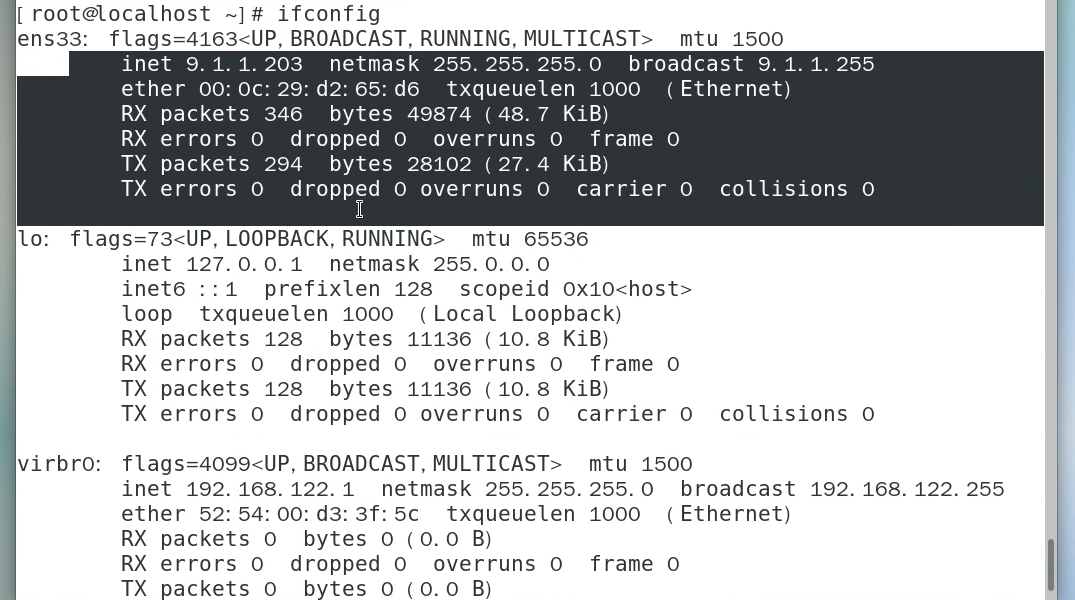 [root@localhost ~]# ifconfig
ens33: flags=4163<UP,BROADCAST,RUNNING,MULTICAST>  mtu 1500
        inet 9.1.1.203  netmask 255.255.255.0  broadcast 9.1.1.255
        ether 00:0c:29:d2:65:d6  txqueuelen 1000  (Ethernet)
        RX packets 346  bytes 49874 (48.7 KiB)
        RX errors 0  dropped 0  overruns 0  frame 0
        TX packets 294  bytes 28102 (27.4 KiB)
        TX errors 0  dropped 0 overruns 0  carrier 0  collisions 0
lo: flags=73<UP,LOOPBACK,RUNNING>  mtu 65536
        inet 127.0.0.1  netmask 255.0.0.0
        inet6 ::1  prefixlen 128  scopeid 0x10<host>
        loop  txqueuelen 1000  (Local Loopback)
        RX packets 128  bytes 11136 (10.8 KiB)
        RX errors 0  dropped 0  overruns 0  frame 0
        TX packets 128  bytes 11136 (10.8 KiB)
        TX errors 0  dropped 0 overruns 0  carrier 0  collisions 0
virbr0: flags=4099<UP,BROADCAST,MULTICAST>  mtu 1500
        inet 192.168.122.1  netmask 255.255.255.0  broadcast 192.168.122.255
        ether 52:54:00:d3:3f:5c  txqueuelen 1000  (Ethernet)
        RX packets 0  bytes 0 (0.0 B)
        RX errors 0  dropped 0  overruns 0  frame 0
        TX packets 0  bytes 0 (0.0 B)